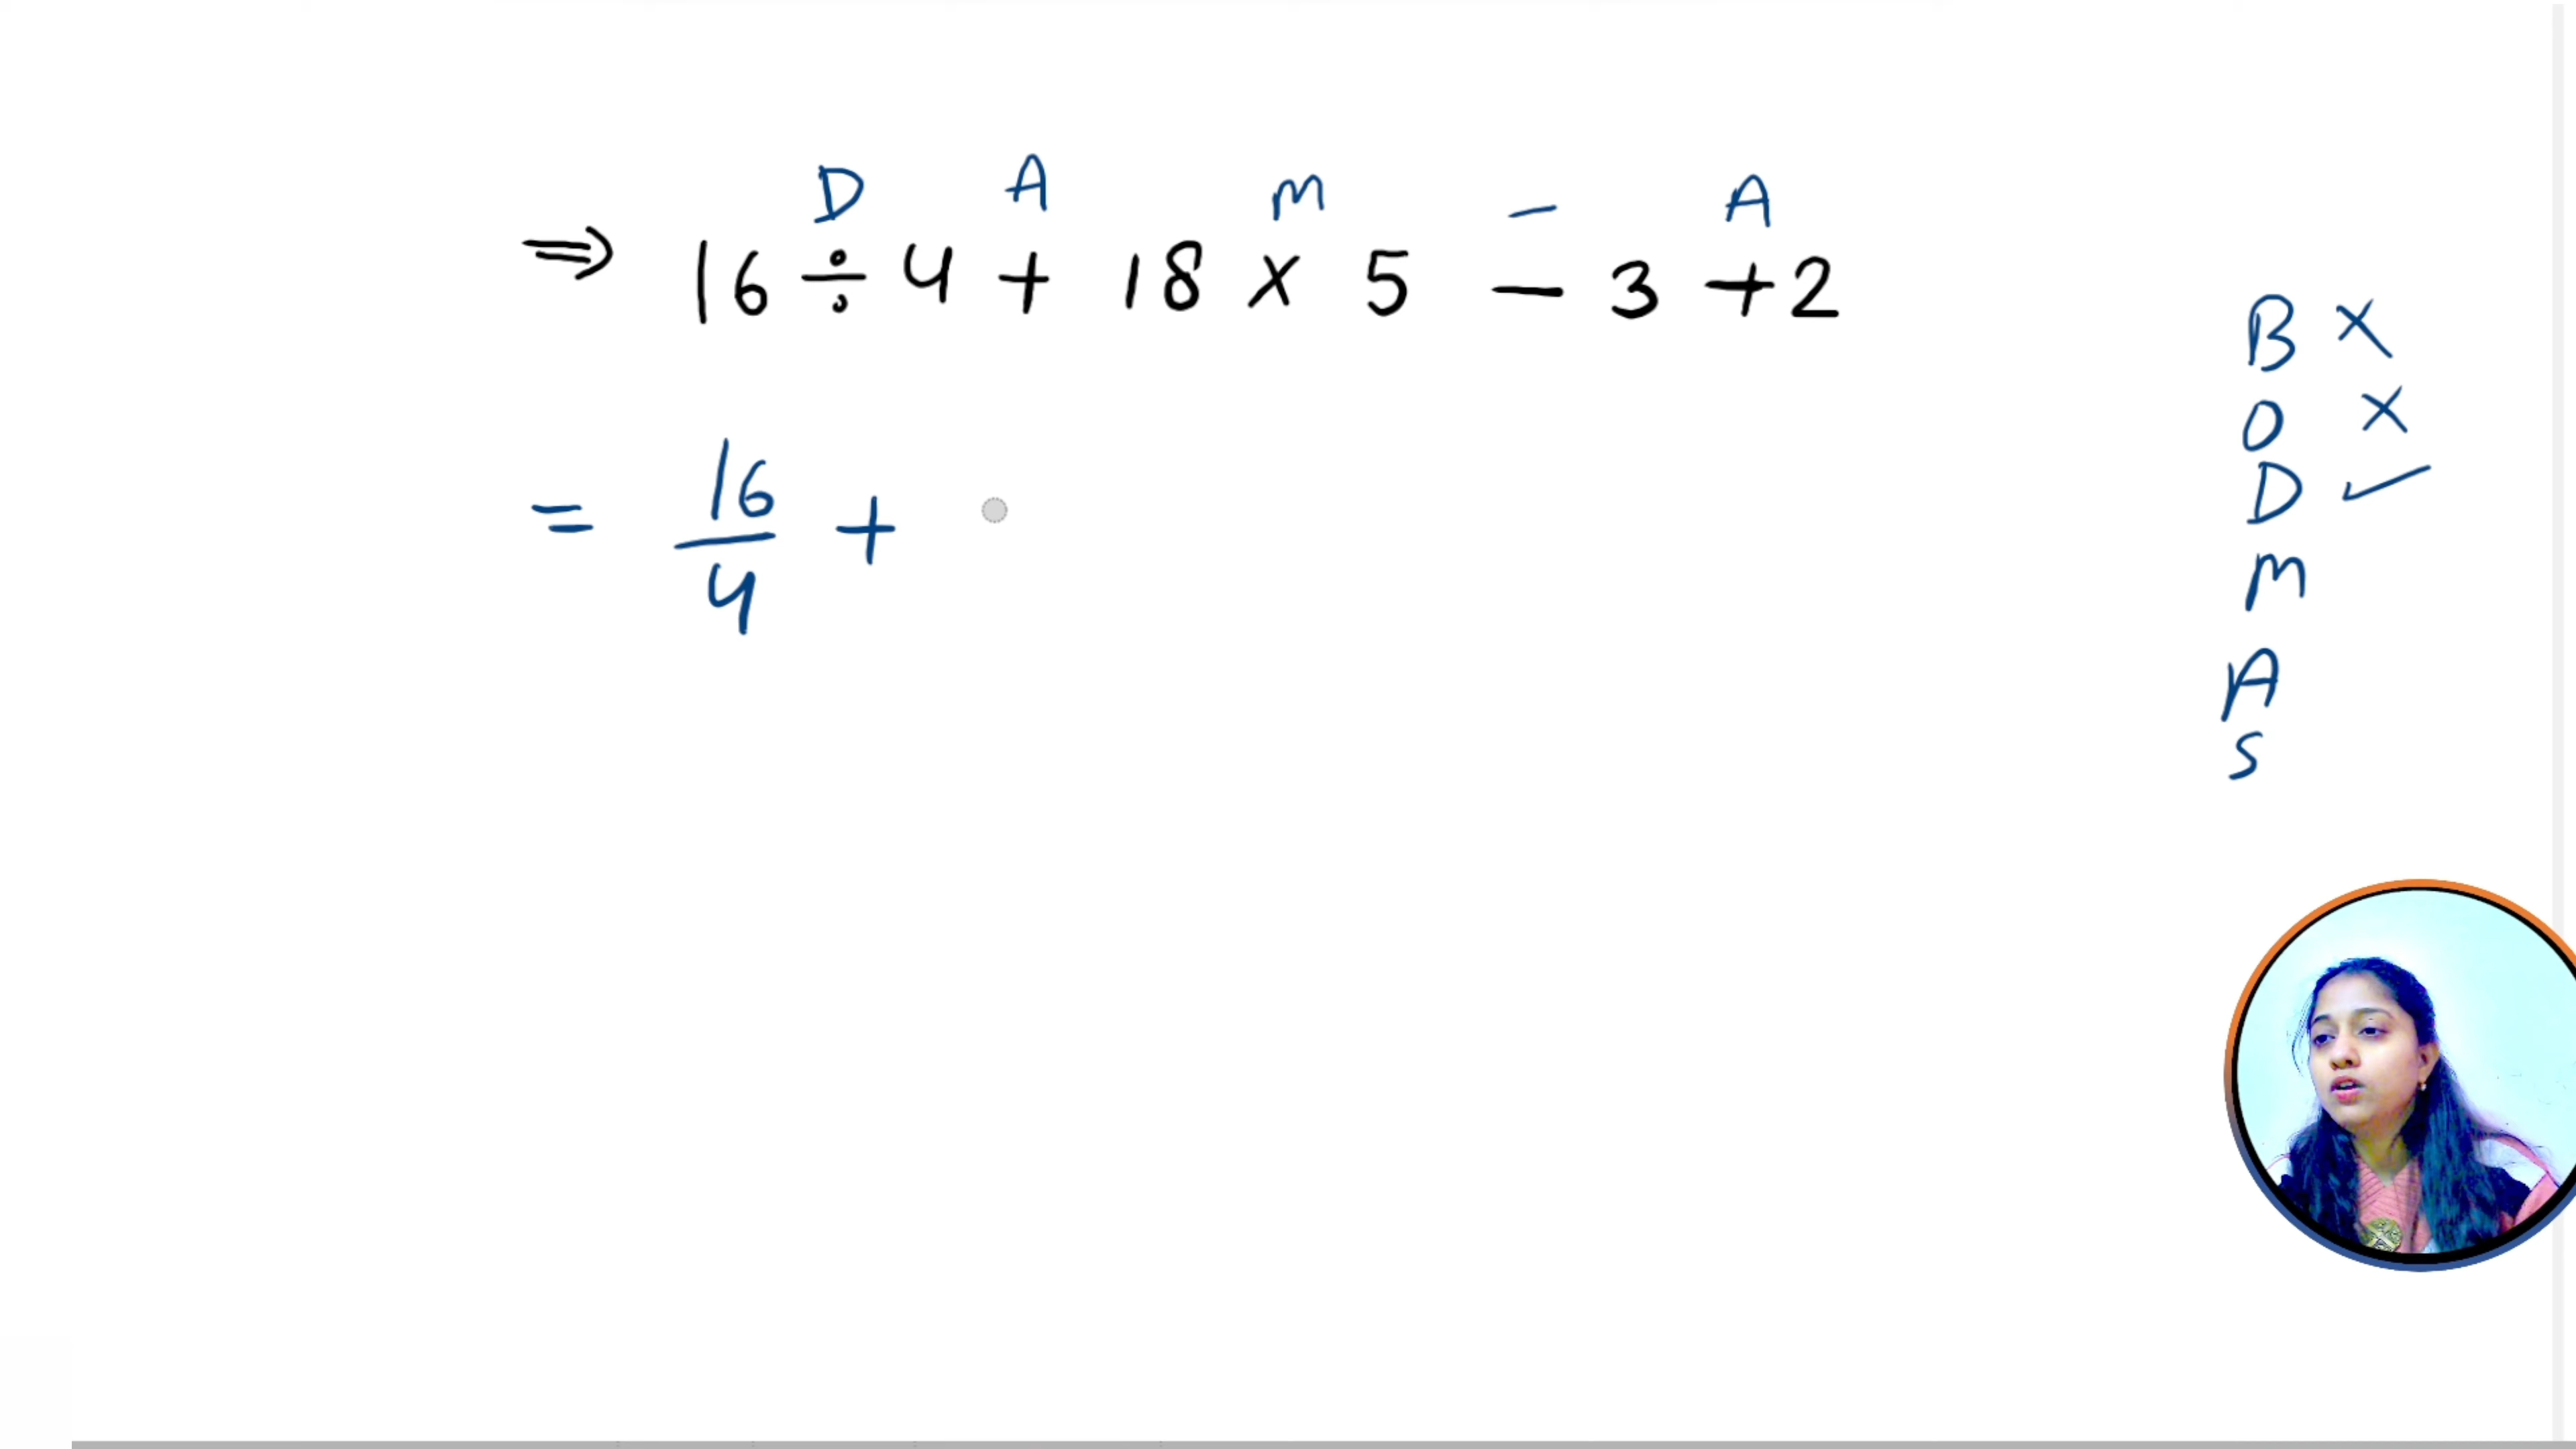 D A M − A
⇒ 16 ÷ 4 + 18 × 5 − 3 + 2
B ×
O ×
D ✓
M
A
S
= 16/4 +